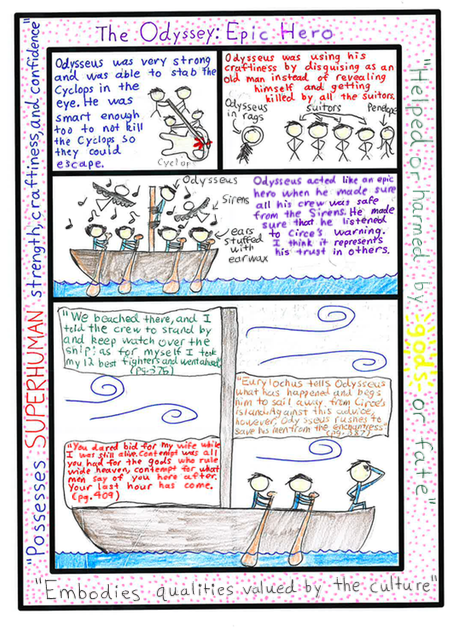 The Odyssey: Epic Hero
"Possesses SUPERHUMAN strength, craftiness, and confidence"
Odysseus was very strong
and was able to stab the
Cyclops in the
eye. He was
smart enough
too to not kill
the Cyclops so
they could
escape.
Cyclops
Odysseus was using his
craftiness by disguising as an
old man instead of revealing
himself and getting
killed by all the suitors.
Odysseus
in rags
Suitors
Penelope
Odysseus
Sirens
ears
stuffed
with
earwax
Odysseus acted like an epic
hero when he made sure
all his crew was safe
from the Sirens. He made
sure that he listened
to Circe's warning.
I think it represents
his trust in others.
"We beached there, and I
told the crew to stand by
and keep watch over the
ship; as for myself I took
my 12 best fighters and went ahead"
(pg. 376)
"Eurylochus tells Odysseus
what has happened and begs
him to sail away from Circe's
island. Against this advice,
however, Odysseus rushes to
save his men from the enchantress"
(pg. 387)
"You dared bid for my wife while
I was still alive. Contempt was all
you had for the gods who rule
wide heaven, contempt for what
men say of you here after.
Your last hour has come.
(pg. 409)
"Helped or harmed by gods or fate"
"Embodies qualities valued by the culture"